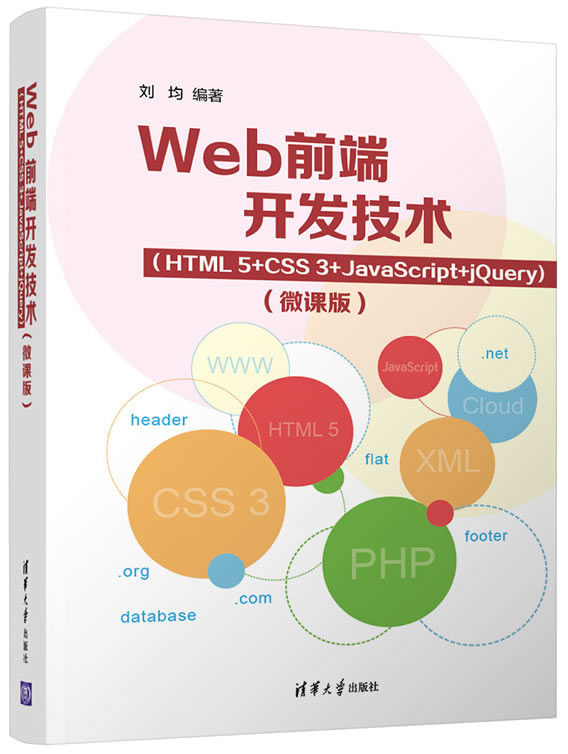 刘 均 编著
Web前端
开发技术
(HTML 5+CSS 3+JavaScript+jQuery)
(微课版)
WWW
JavaScript
.net
Cloud
header
HTML 5
flat
XML
CSS 3
footer
PHP
.org
.com
database
清华大学出版社
Web 前端开发技术
(HTML 5+CSS 3+JavaScript+jQuery)
(微课版)
清华大学出版社